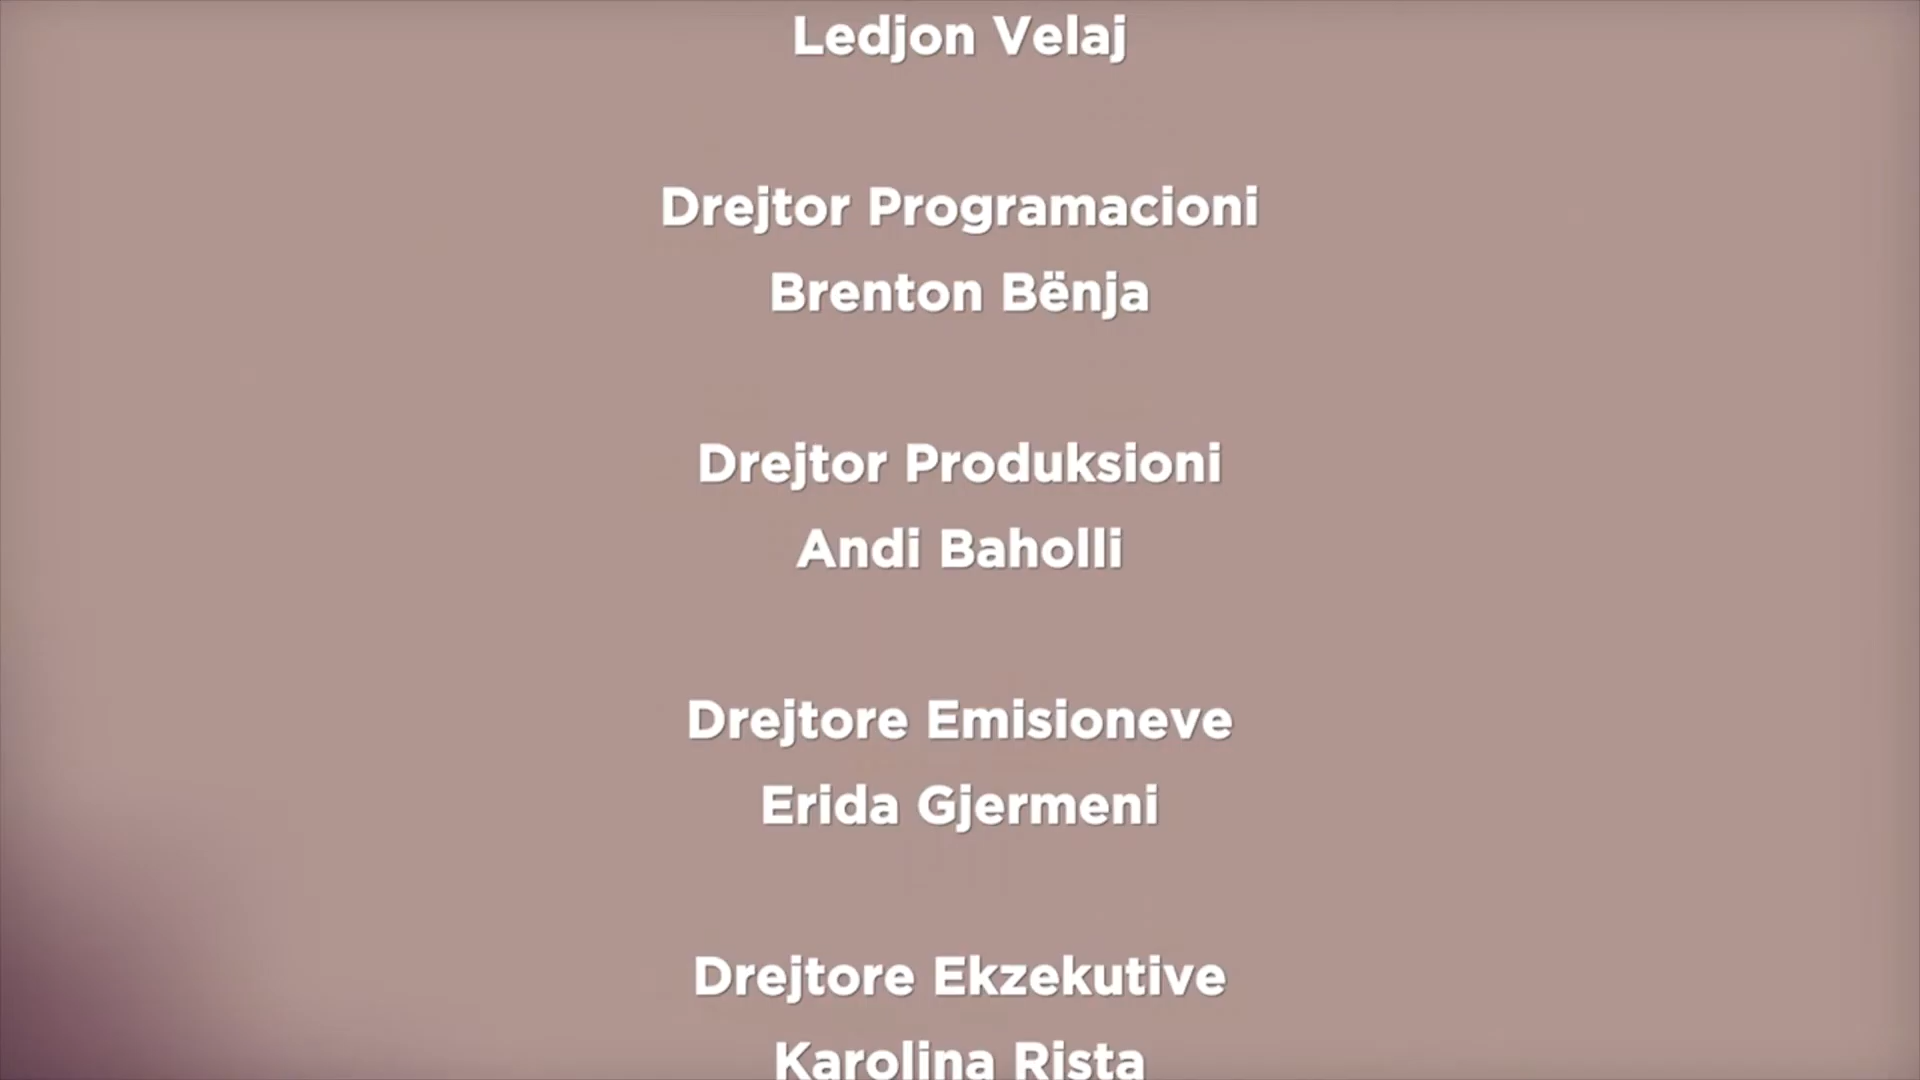 Ledjon Velaj
Drejtor Programacioni
Brenton Bënja
Drejtor Produksioni
Andi Baholli
Drejtore Emisioneve
Erida Gjermeni
Drejtore Ekzekutive
Karolina Rista